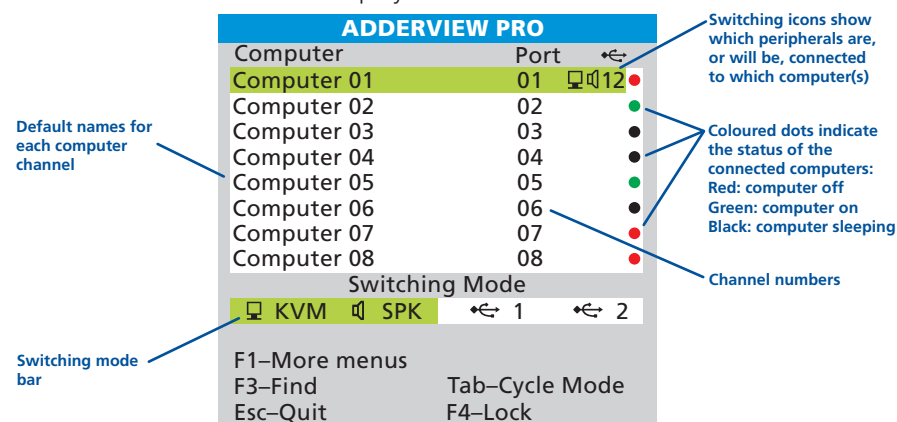 ADDERVIEW PRO
Computer Port
Computer 01 01 12
Computer 02 02
Computer 03 03
Computer 04 04
Computer 05 05
Computer 06 06
Computer 07 07
Computer 08 08
Switching Mode
KVM SPK 1 2
F1–More menus
F3–Find Tab–Cycle Mode
Esc–Quit F4–Lock
Default names for
each computer
channel
Switching mode
bar
Switching icons show
which peripherals are,
or will be, connected
to which computer(s)
Coloured dots indicate
the status of the
connected computers:
Red: computer off
Green: computer on
Black: computer sleeping
Channel numbers